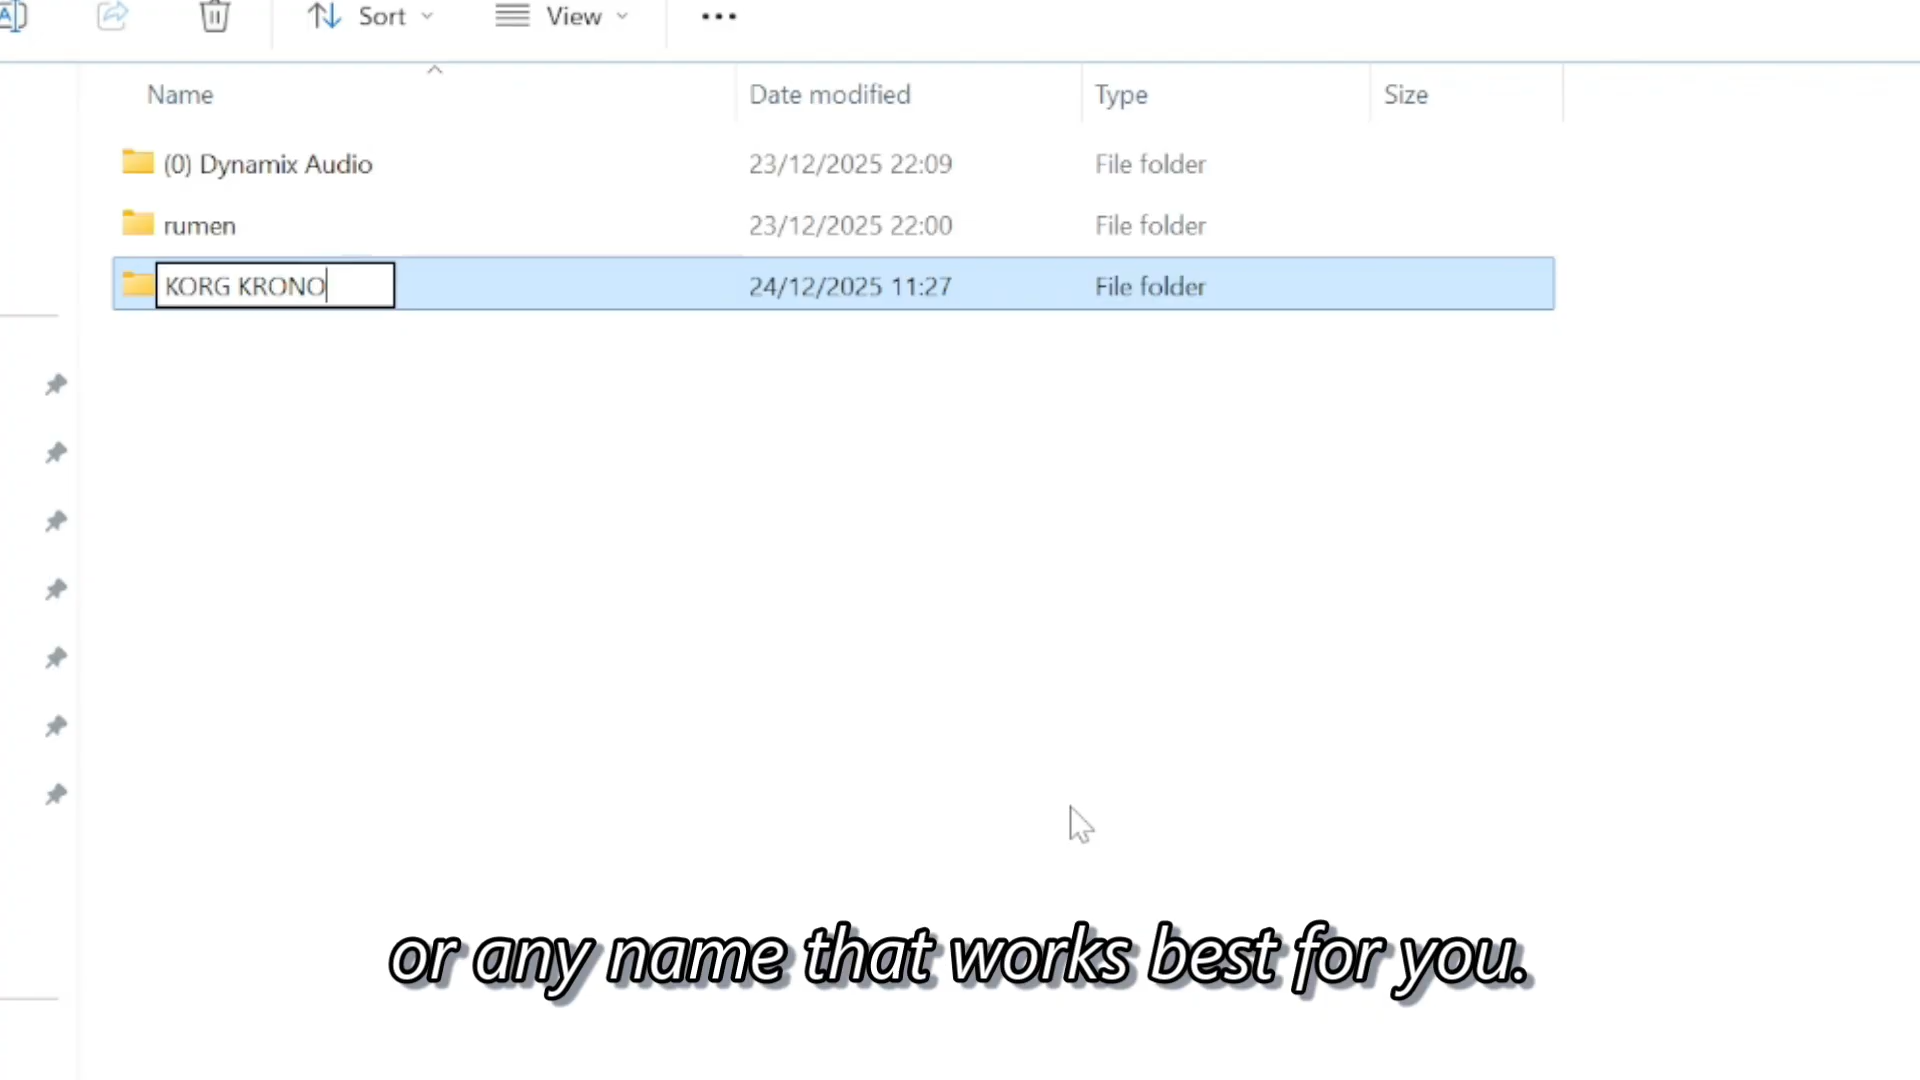 Sort View
Name Date modified Type Size
(0) Dynamix Audio 23/12/2025 22:09 File folder
rumen 23/12/2025 22:00 File folder
KORG KRONO 24/12/2025 11:27 File folder
or any name that works best for you.